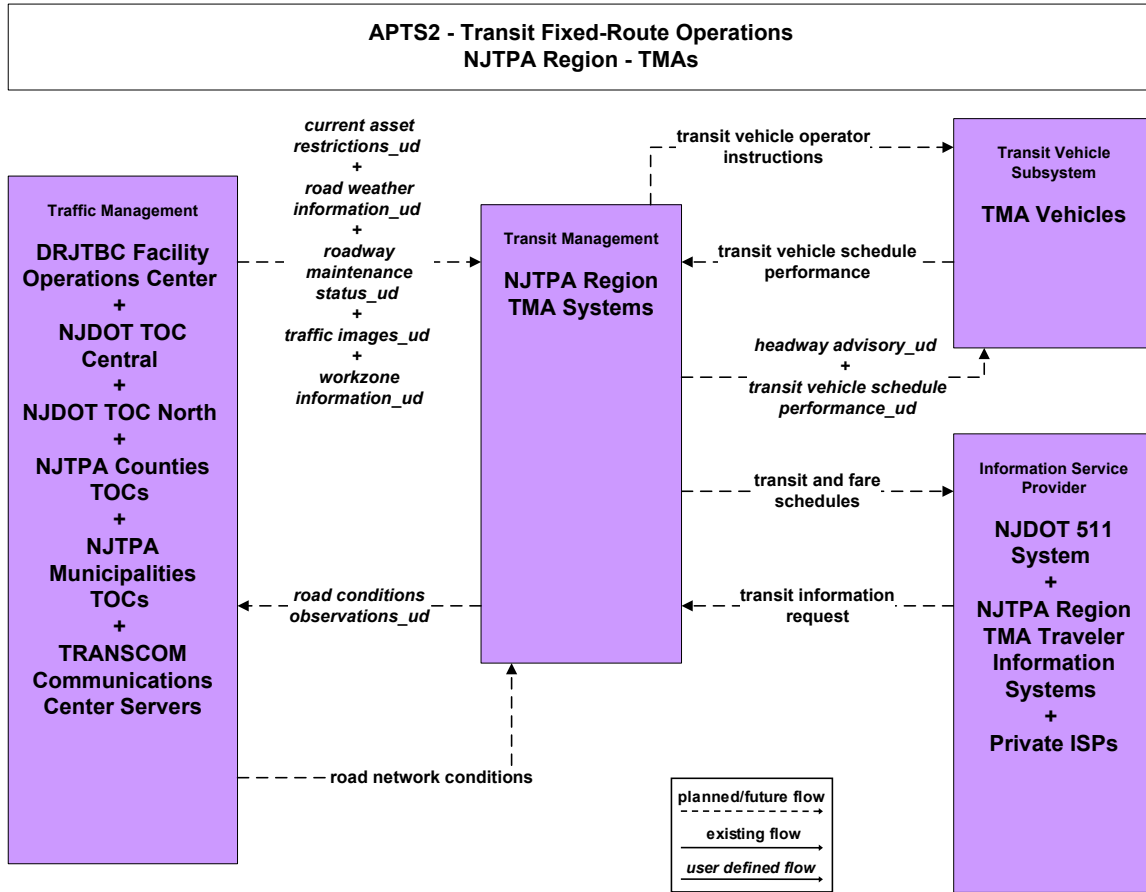 APTS2 - Transit Fixed-Route Operations
NJTPA Region - TMAs
Traffic Management
DRJTBC Facility
Operations Center
+
NJDOT TOC
Central
+
NJDOT TOC North
+
NJTPA Counties
TOCs
+
NJTPA
Municipalities
TOCs
+
TRANSCOM
Communications
Center Servers
current asset
restrictions_ud
+
road weather
information_ud
+
roadway
maintenance
status_ud
+
traffic images_ud
+
workzone
information_ud
road conditions
observations_ud
road network conditions
Transit Management
NJTPA Region
TMA Systems
transit vehicle operator
instructions
transit vehicle schedule
performance
headway advisory_ud
+
transit vehicle schedule
performance_ud
transit and fare
schedules
transit information
request
Transit Vehicle
Subsystem
TMA Vehicles
Information Service
Provider
NJDOT 511
System
+
NJTPA Region
TMA Traveler
Information
Systems
+
Private ISPs
planned/future flow
existing flow
user defined flow